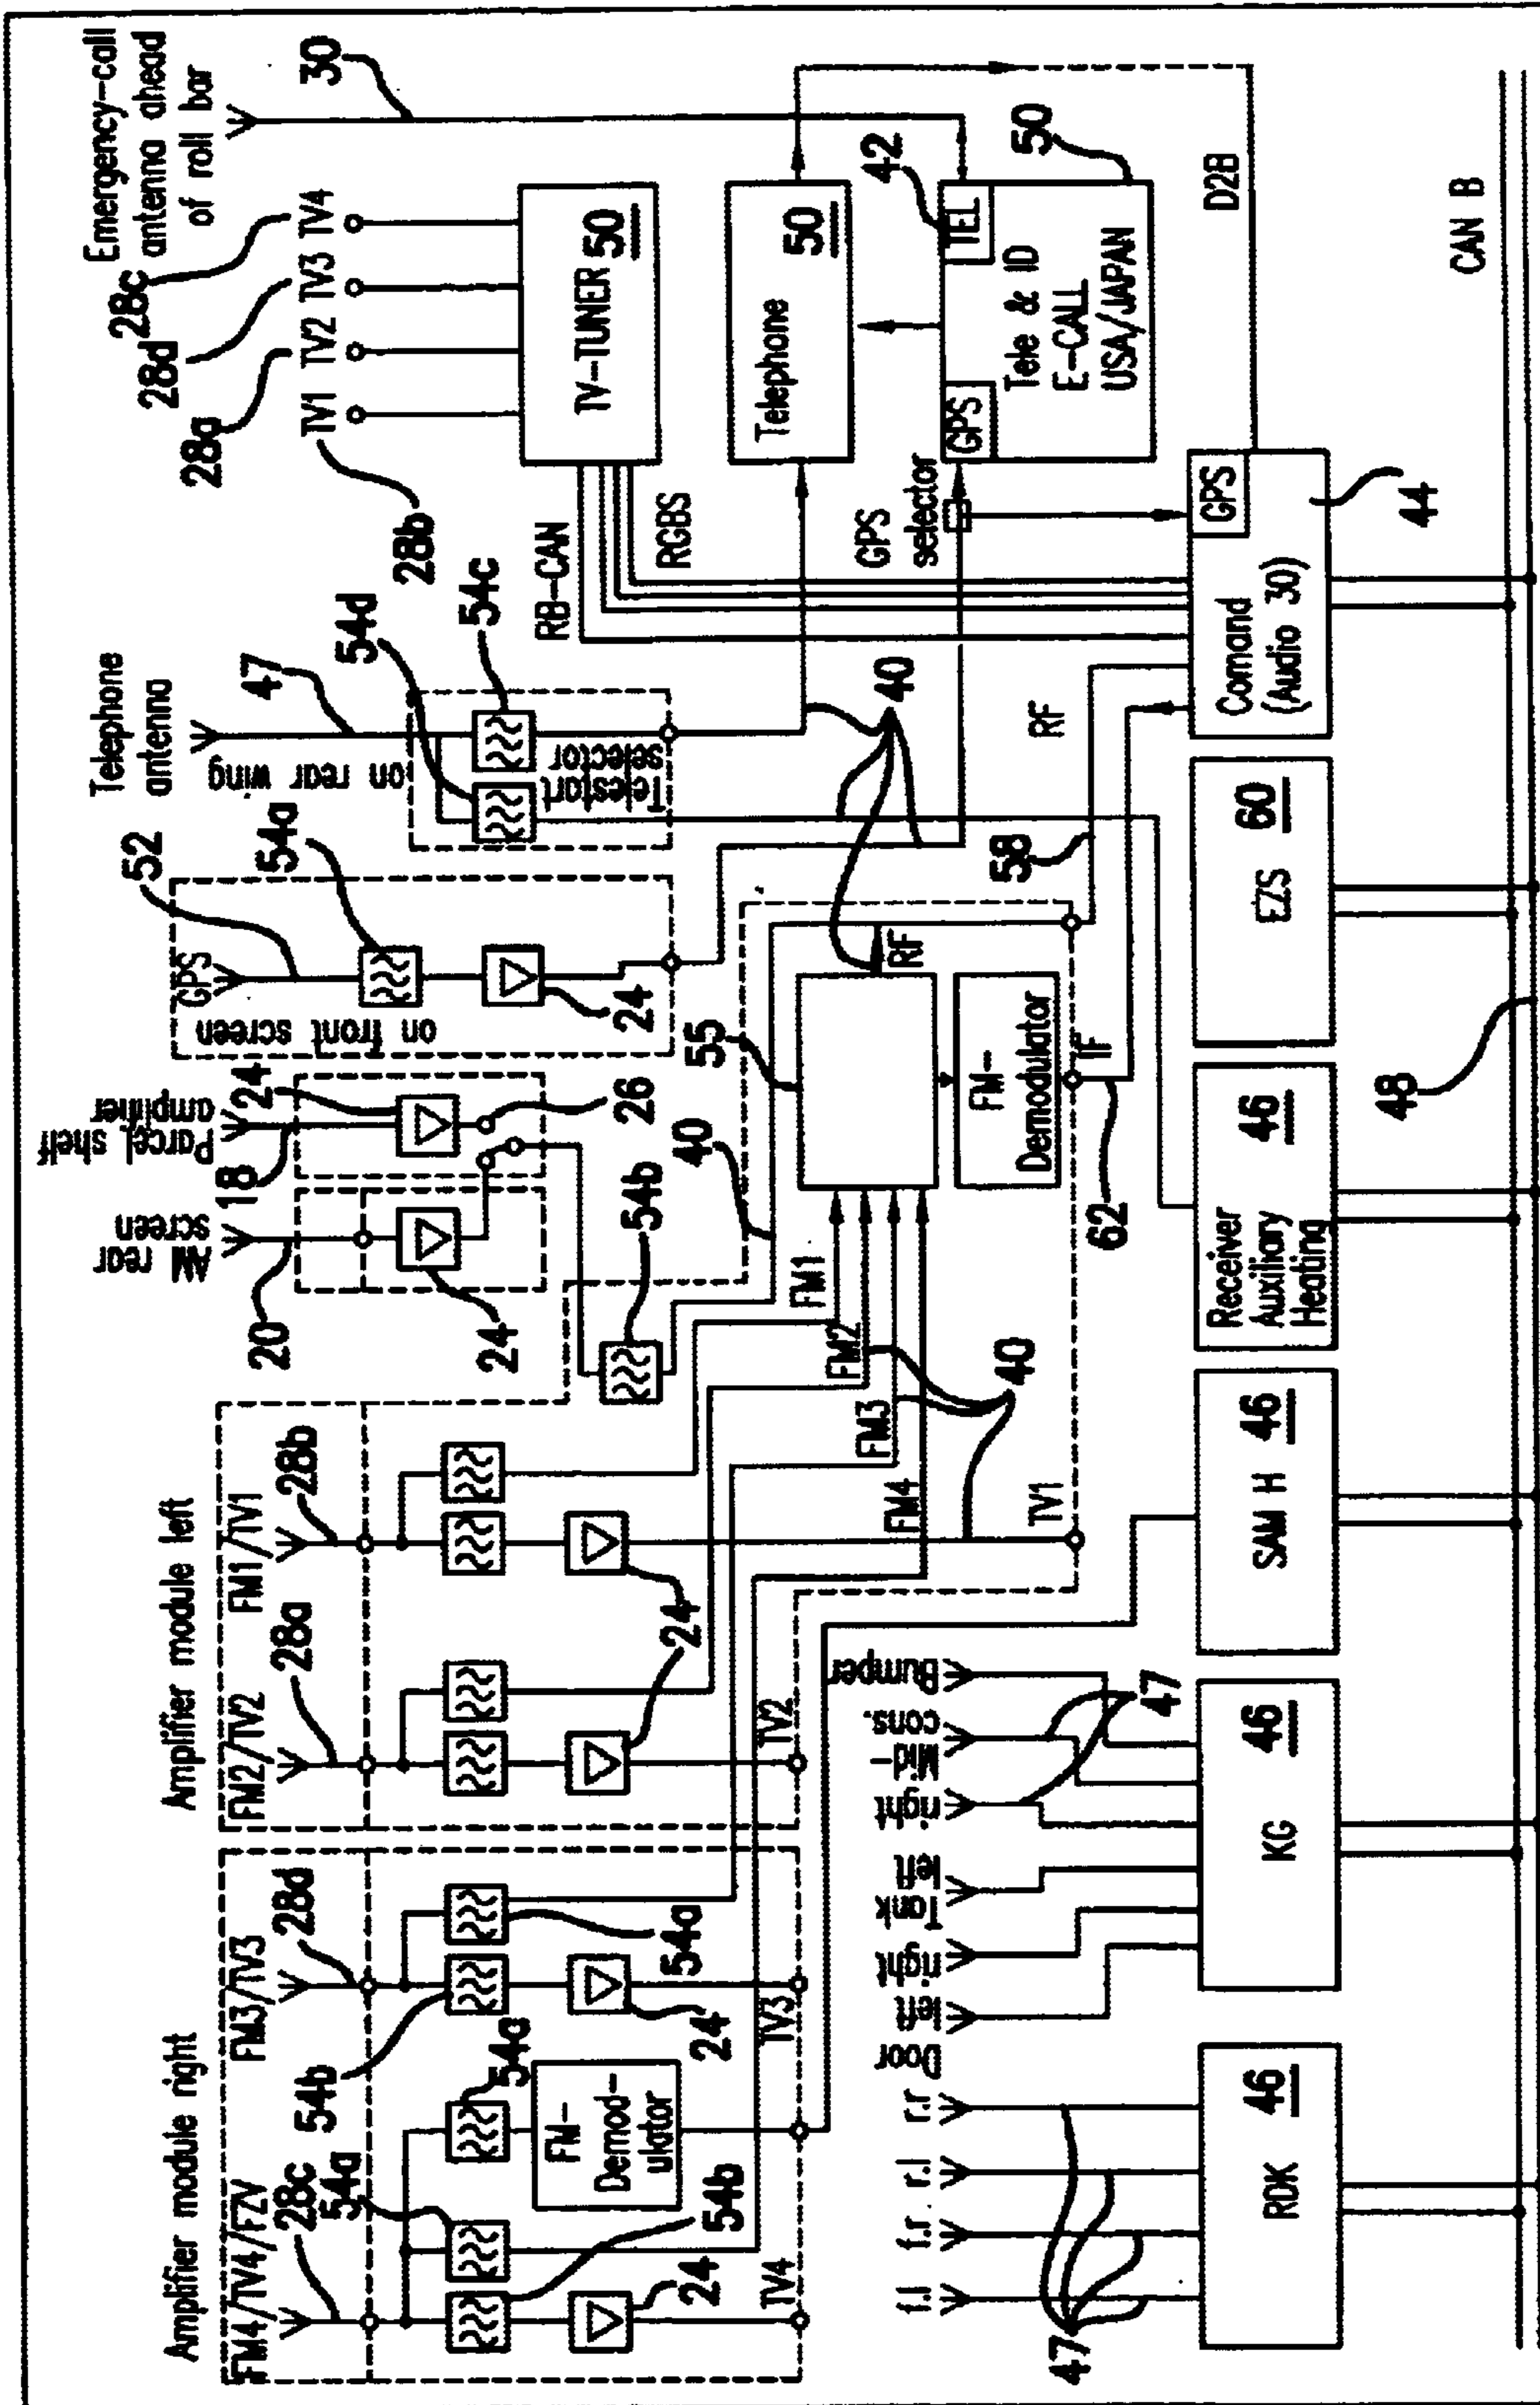 Amplifier module right
FM4/TV4/FZV
28c
54a
54b
FM3/TV3
28d
54a
54b
54a
FM-
Demod-
ulator
54b
24
24
TV4
TV3
Amplifier module left
FM2/TV2
28a
FM1/TV1
28b
24
TV2
TV1
40
AM rear
screen
20
24
Parcel shelf
amplifier
18
24
26
54b
FM1
FM2
FM3
FM4
40
55
RF
FM-
Demodulator
IF
62
GPS
52
54a
on front screen
24
Telephone
antenna
47
on rear wing
54d
54c
Telestart
selector
40
58
RF
RB-CAN
RGBS
GPS
selector
28b
28a
28d
28c
TV1
TV2
TV3
TV4
TV-TUNER
50
Emergency-call
antenna ahead
of roll bar
30
Telephone
50
42
TEL
Tele & ID
E-CALL
USA/JAPAN
GPS
50
D2B
GPS
Comand
(Audio 30)
44
EZS
60
Receiver
Auxiliary
Heating
46
SAM H
46
KG
46
RDK
46
f.l
f.r
r.l
r.r
47
Door
left
right
Tank
left
right
Mid-
cons.
Bumper
47
48
CAN B